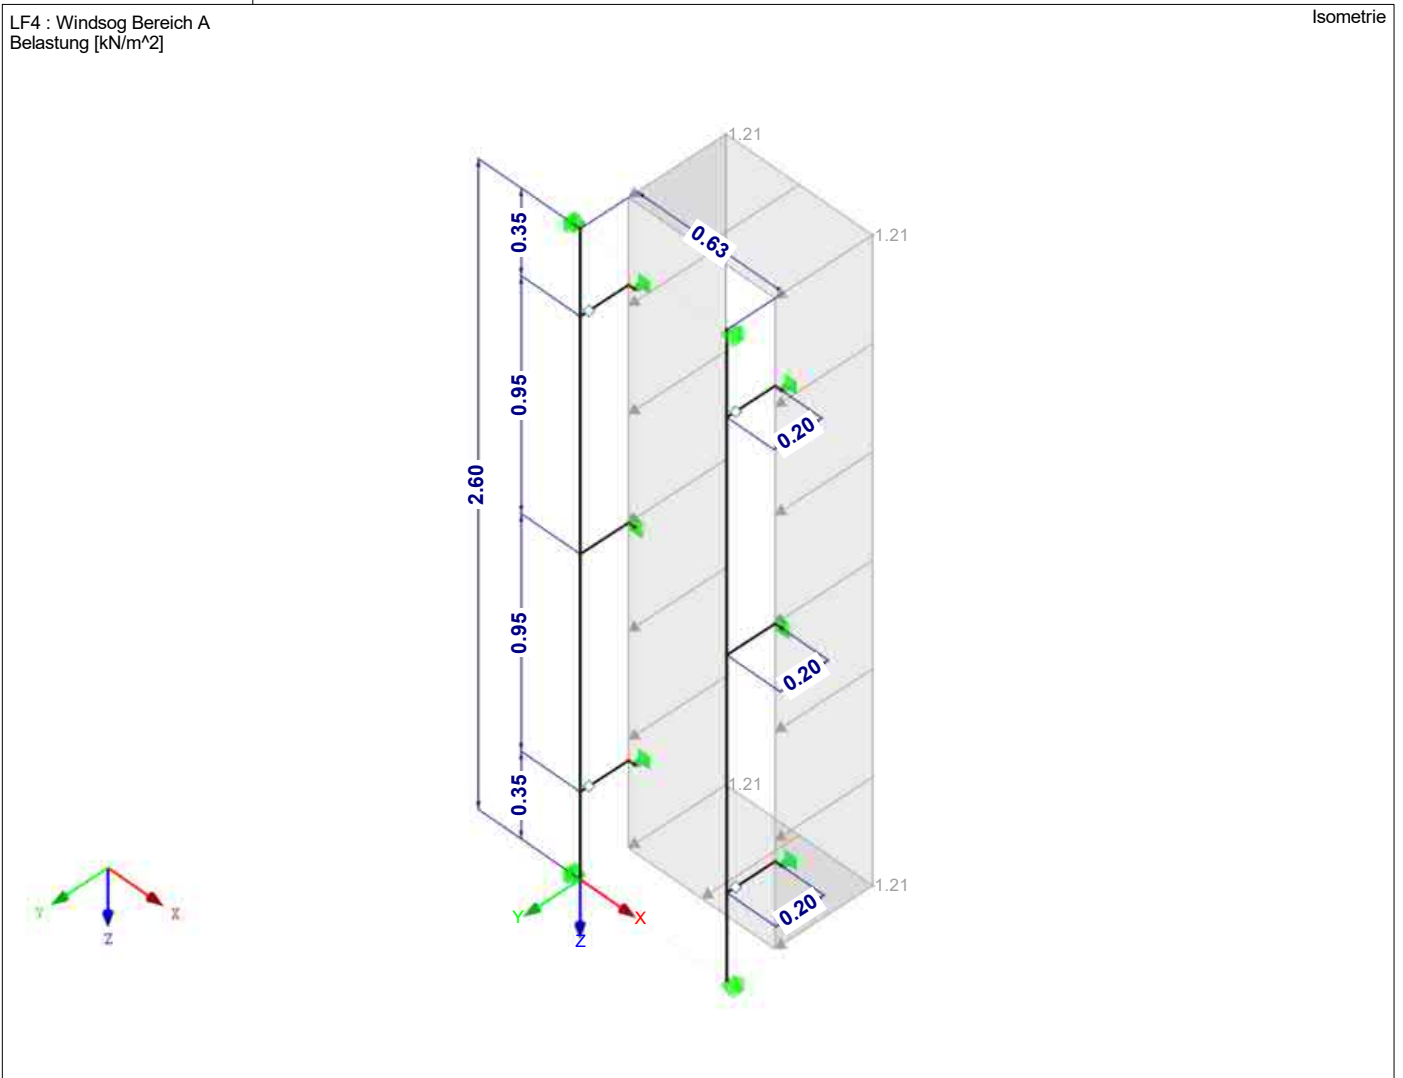 LF4 : Windsog Bereich A
Belastung [kN/m^2]
Isometrie
1.21
1.21
0.35
0.63
0.95
0.20
2.60
0.95
0.20
0.35
1.21
1.21
0.20
Y
X
Z
Y
X
Z